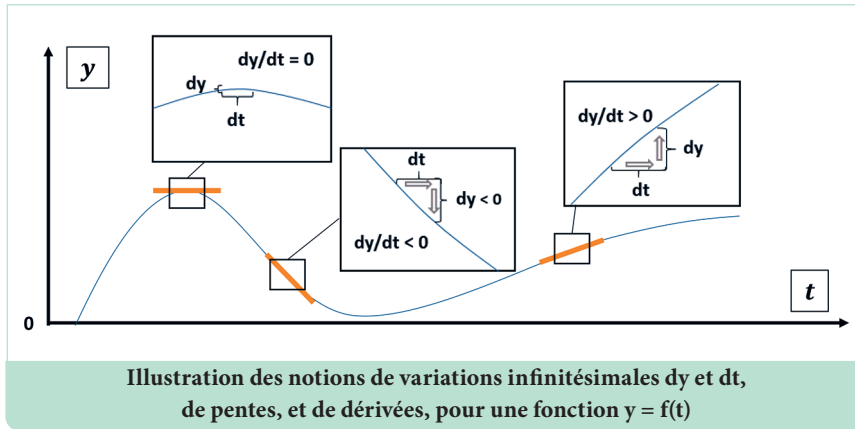 y
dy/dt = 0
dy
dt
dt
dy < 0
dy/dt < 0
dy/dt > 0
dy
dt
t
0
Illustration des notions de variations infinitésimales dy et dt,
de pentes, et de dérivées, pour une fonction y = f(t)